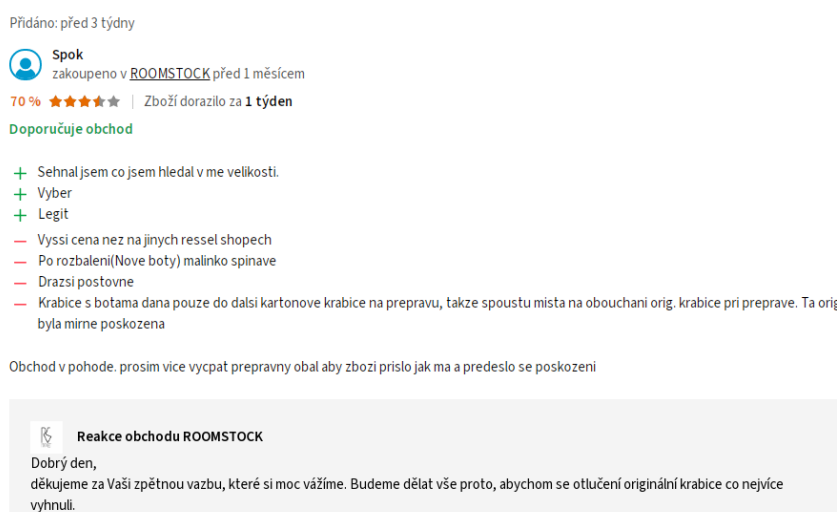 Přidáno: před 3 týdny
Spok
zakoupeno v ROOMSTOCK před 1 měsícem
70 % | Zboží dorazilo za 1 týden
Doporučuje obchod
+ Sehnal jsem co jsem hledal v me velikosti.
+ Vyber
+ Legit
— Vyssi cena nez na jinych ressel shopech
— Po rozbaleni(Nove boty) malinko spinave
— Drazsi postovne
— Krabice s botama dana pouze do dalsi kartonove krabice na prepravu, takze spoustu mista na obouchani orig. krabice pri preprave. Ta
byla mirne poskozena
Obchod v pohode. prosim vice vycpat prepravny obal aby zbozi prislo jak ma a predeslo se poskozeni
Reakce obchodu ROOMSTOCK
Dobrý den,
děkujeme za Vaši zpětnou vazbu, které si moc vážíme. Budeme dělat vše proto, abychom se otlučení originální krabice co nejvíce
vyhnuli.